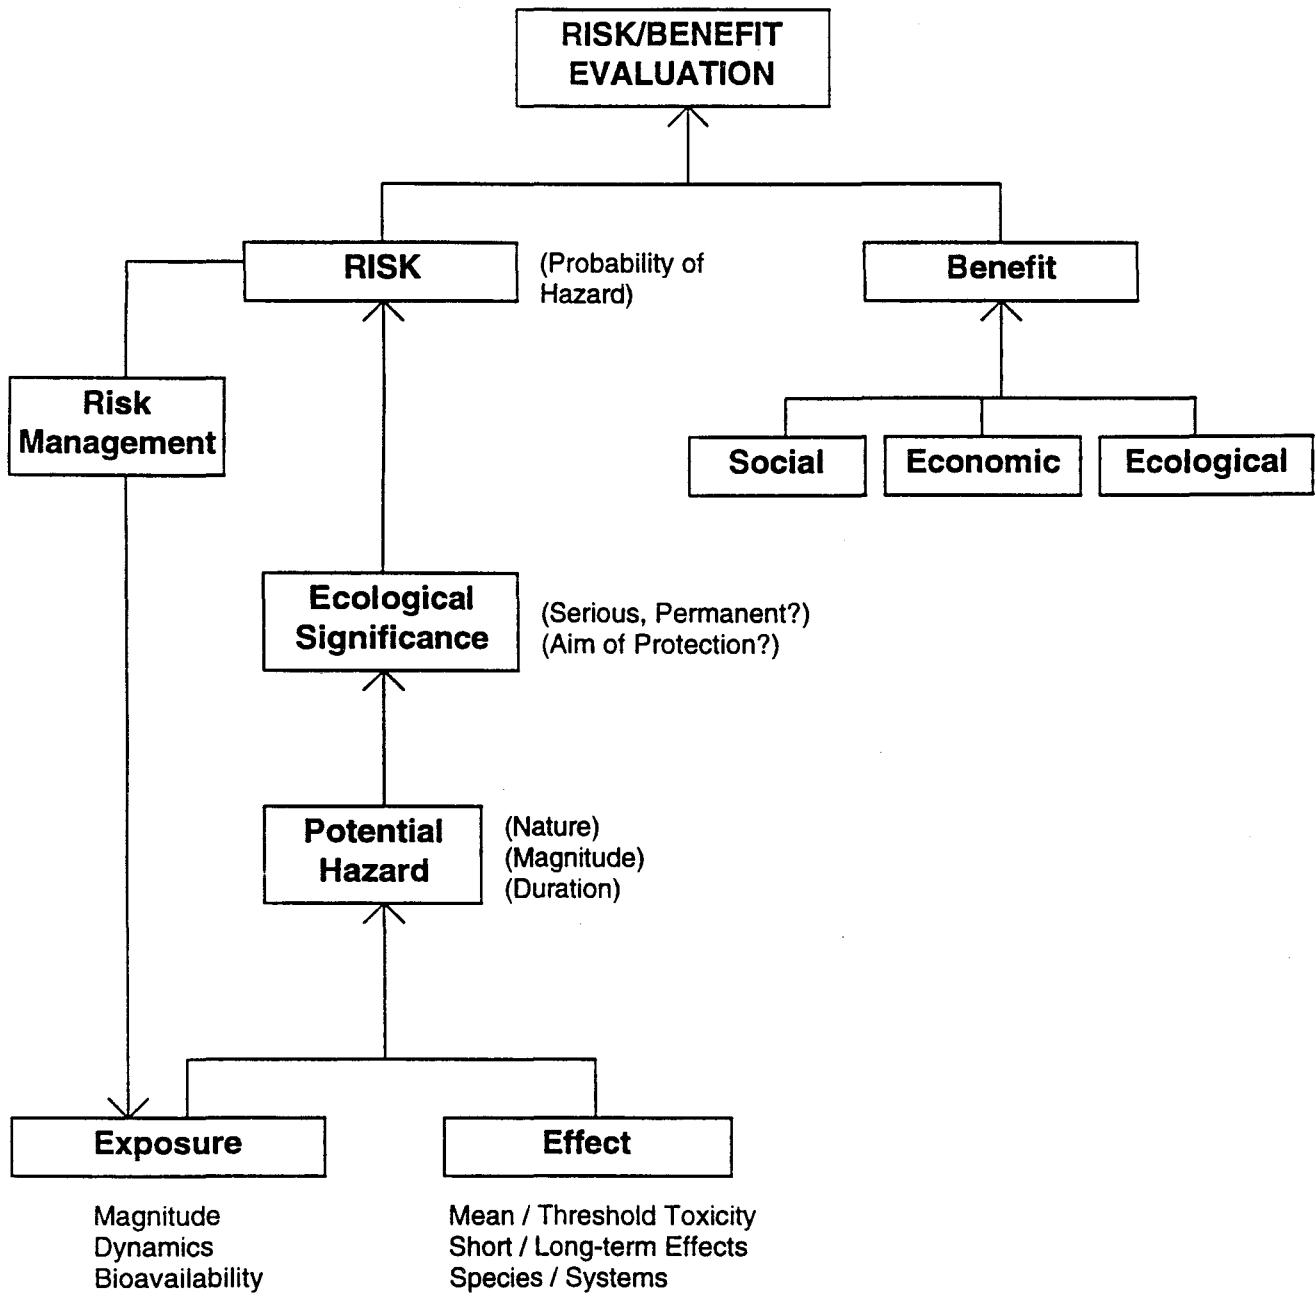 RISK/BENEFIT
EVALUATION
RISK
(Probability of
Hazard)
Benefit
Risk
Management
Social
Economic
Ecological
Ecological
Significance
(Serious, Permanent?)
(Aim of Protection?)
Potential
Hazard
(Nature)
(Magnitude)
(Duration)
Exposure
Effect
Magnitude
Dynamics
Bioavailability
Mean / Threshold Toxicity
Short / Long-term Effects
Species / Systems